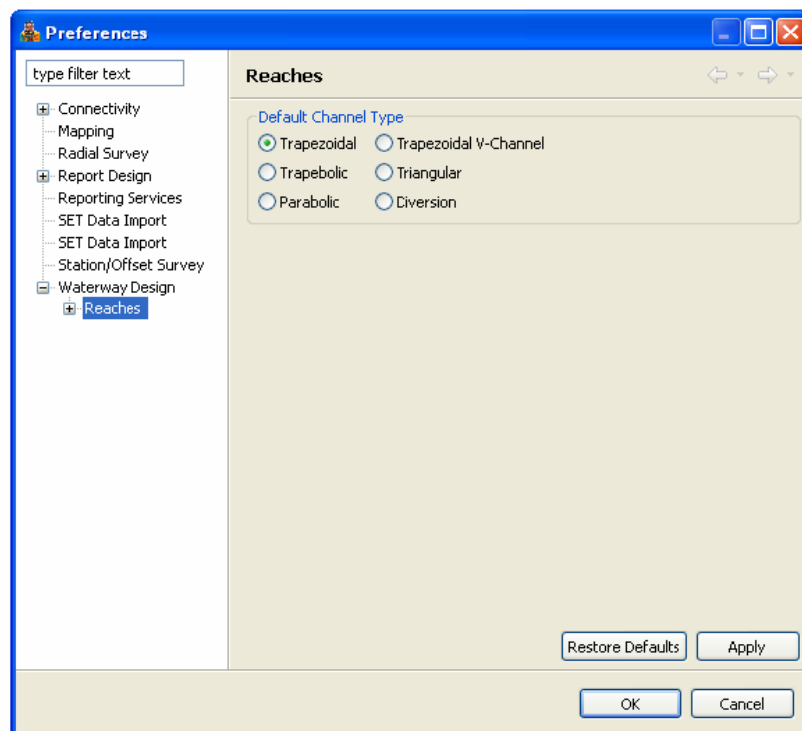 Preferences
type filter text
Connectivity
Mapping
Radial Survey
Report Design
Reporting Services
SET Data Import
SET Data Import
Station/Offset Survey
Waterway Design
Reaches
Reaches
Default Channel Type
Trapezoidal Trapezoidal V-Channel
Trapebolic Triangular
Parabolic Diversion
Restore Defaults Apply
OK Cancel